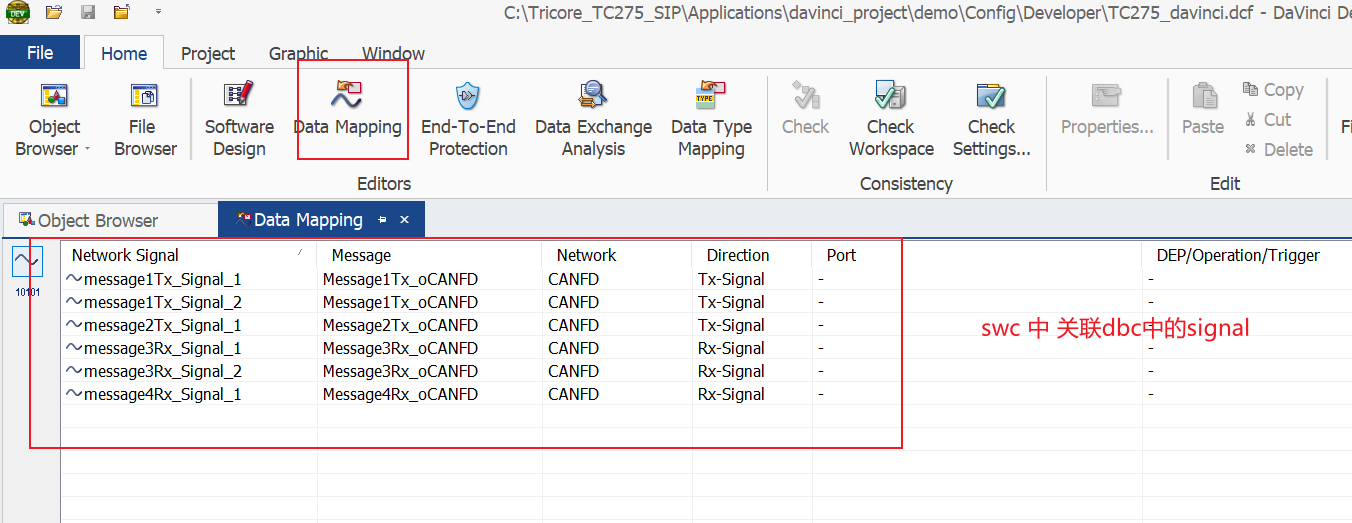 DEV
C:\Tricore_TC275_SIP\Applications\davinci_project\demo\Config\Developer\TC275_davinci.dcf - DaVinci De
File Home Project Graphic Window
Object Browser
File Browser
Software Design
Data Mapping
End-To-End Protection
Data Exchange Analysis
TYPE
Data Type Mapping
Check
Check Workspace
Check Settings...
Properties...
Paste
Copy
Cut
Delete
Fi
Editors Consistency Edit
Object Browser Data Mapping
10101
Network Signal Message Network Direction Port DEP/Operation/Trigger
message1Tx_Signal_1 Message1Tx_oCANFD CANFD Tx-Signal - -
message1Tx_Signal_2 Message1Tx_oCANFD CANFD Tx-Signal - -
message2Tx_Signal_1 Message2Tx_oCANFD CANFD Tx-Signal - -
message3Rx_Signal_1 Message3Rx_oCANFD CANFD Rx-Signal - -
message3Rx_Signal_2 Message3Rx_oCANFD CANFD Rx-Signal - -
message4Rx_Signal_1 Message4Rx_oCANFD CANFD Rx-Signal - -
swc 中 关联dbc中的signal